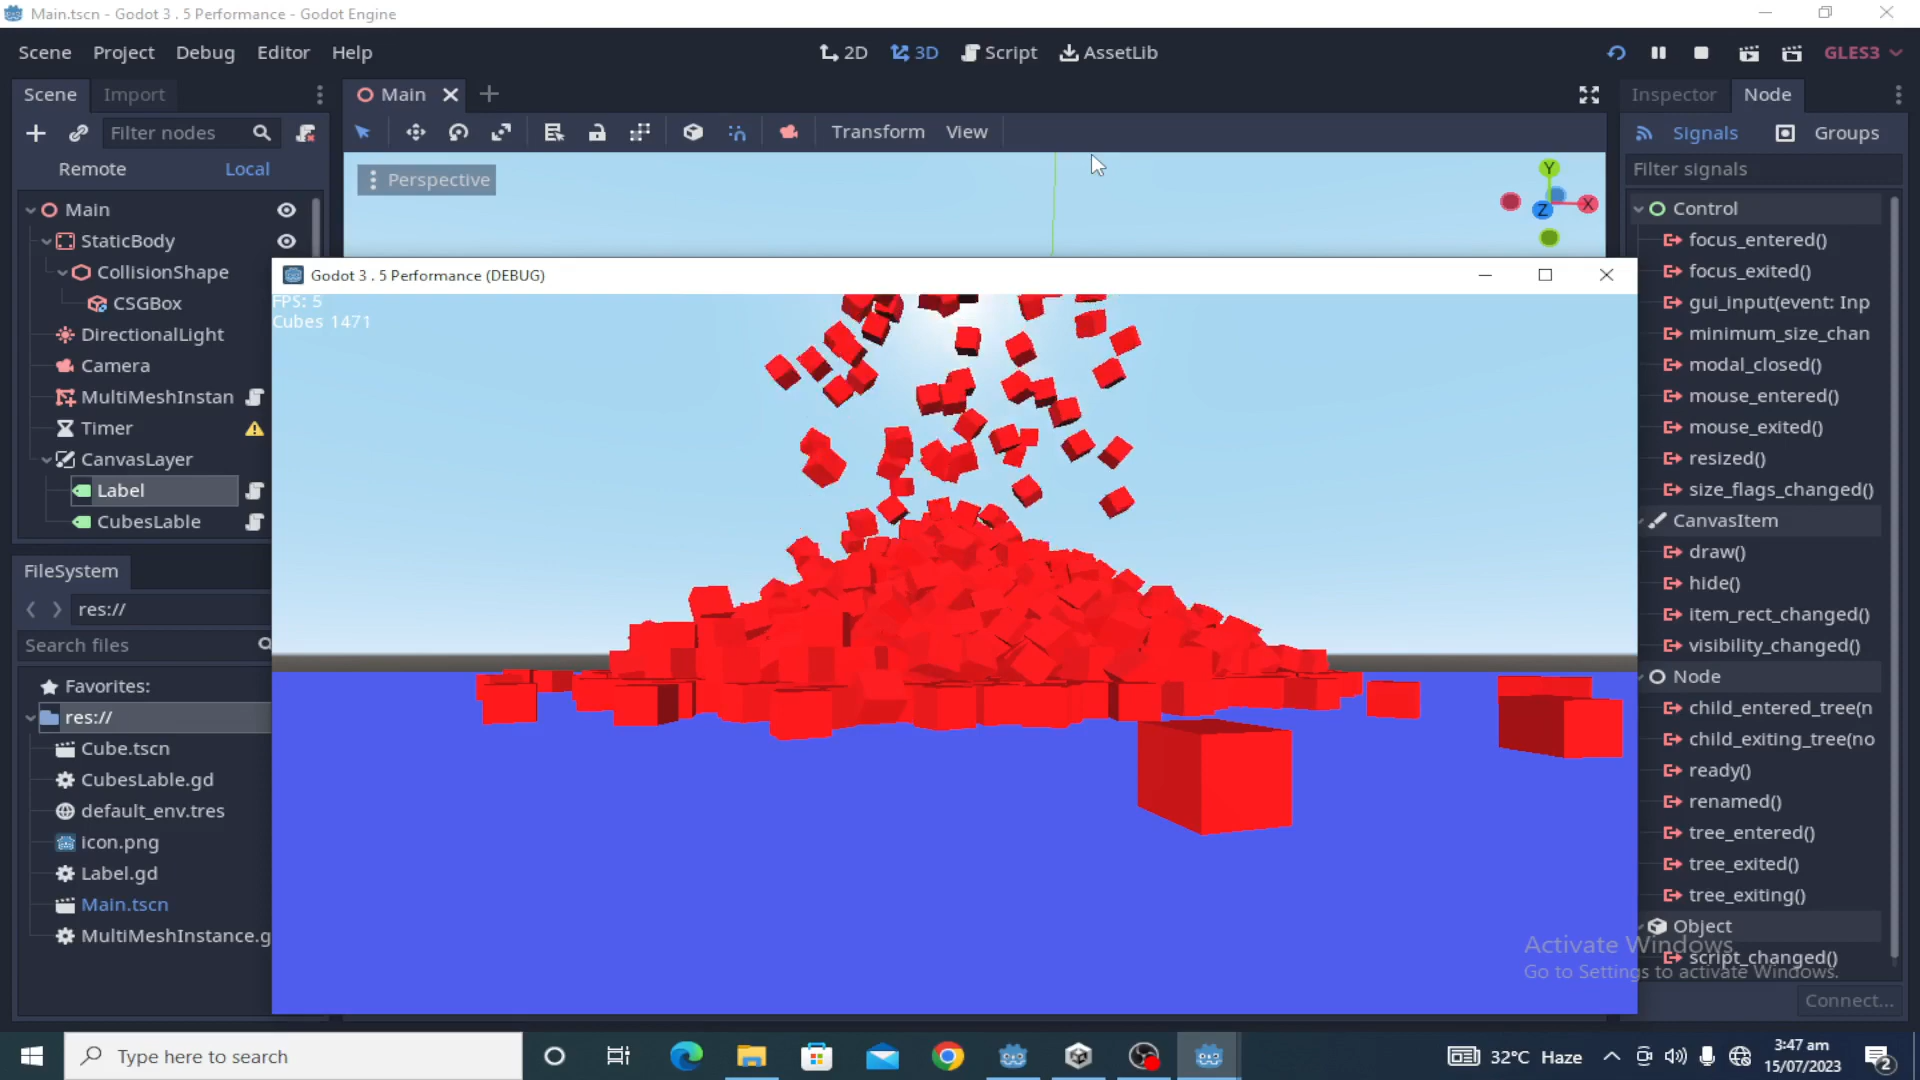 Main.tscn - Godot 3 . 5 Performance - Godot Engine
Scene Project Debug Editor Help
2D 3D Script AssetLib
GLES3
Scene Import
Main
Inspector Node
Filter nodes
Transform View
Signals Groups
Remote Local
Perspective
Filter signals
Y
X
Z
Main
StaticBody
CollisionShape
CSGBox
DirectionalLight
Camera
MultiMeshInstan
Timer
CanvasLayer
Label
CubesLable
Godot 3 . 5 Performance (DEBUG)
FPS: 5
Cubes 1471
Control
focus_entered()
focus_exited()
gui_input(event: Inp
minimum_size_chan
modal_closed()
mouse_entered()
mouse_exited()
resized()
size_flags_changed()
CanvasItem
draw()
hide()
item_rect_changed()
visibility_changed()
Node
child_entered_tree(n
child_exiting_tree(no
ready()
renamed()
tree_entered()
tree_exited()
tree_exiting()
Object
script_changed()
Connect...
FileSystem
res://
Search files
Favorites:
res://
Cube.tscn
CubesLable.gd
default_env.tres
icon.png
Label.gd
Main.tscn
MultiMeshInstance.g
Activate Windows
Go to Settings to activate Windows.
Type here to search
32°C Haze
3:47 am
15/07/2023
2